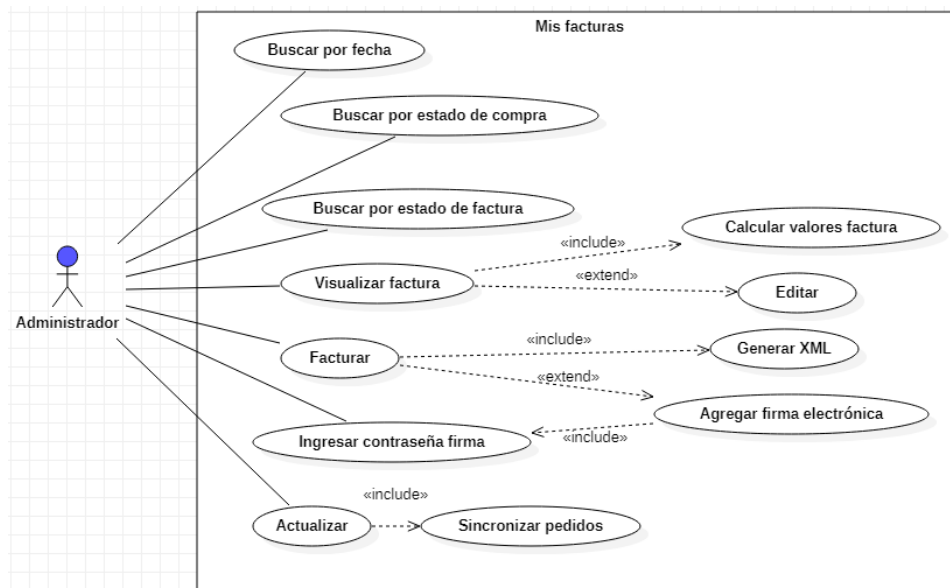 Mis facturas
Buscar por fecha
Buscar por estado de compra
Buscar por estado de factura
Calcular valores factura
«include»
Visualizar factura
«extend»
Editar
Administrador
Facturar
«include»
Generar XML
«extend»
Agregar firma electrónica
Ingresar contraseña firma
«include»
«include»
Actualizar
Sincronizar pedidos